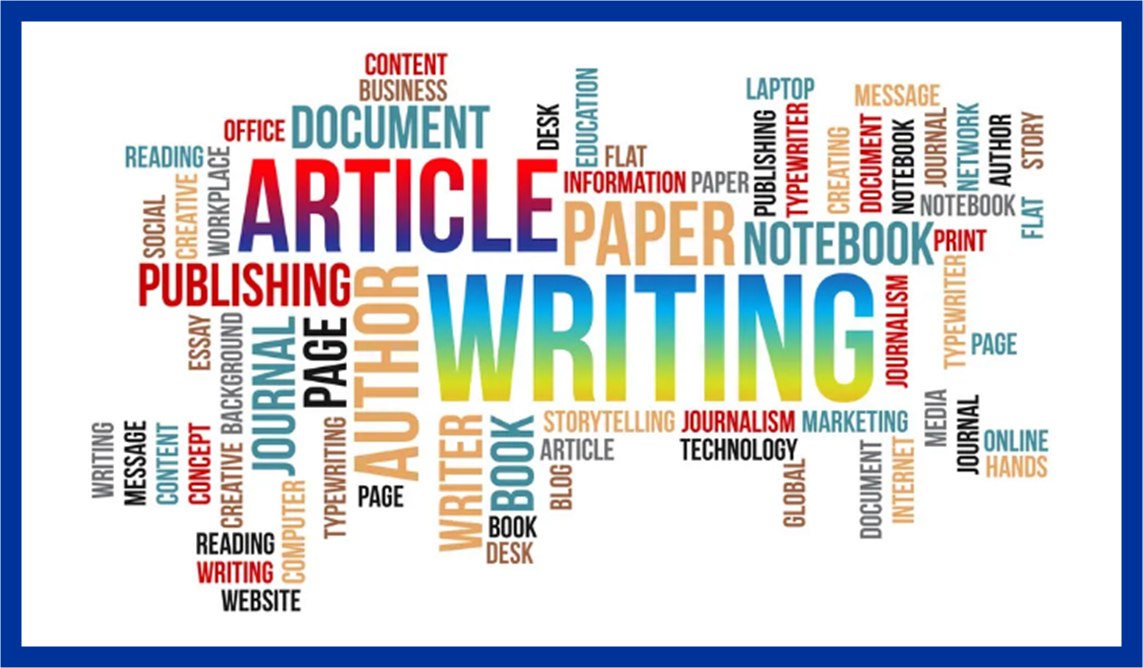 CONTENT
BUSINESS
OFFICE
DOCUMENT
DESK
EDUCATION
LAPTOP
MESSAGE
READING
SOCIAL
CREATIVE
WORKPLACE
ARTICLE
FLAT
INFORMATION
PAPER
PAPER
PUBLISHING
TYPEWRITER
CREATING
DOCUMENT
NOTEBOOK
JOURNAL
NETWORK
AUTHOR
STORY
NOTEBOOK
FLAT
NOTEBOOK
PRINT
PUBLISHING
AUTHOR
WRITING
JOURNALISM
TYPEWRITER
PAGE
ESSAY
BACKGROUND
JOURNAL
PAGE
WRITING
MESSAGE
CONTENT
CONCEPT
CREATIVE
COMPUTER
TYPEWRITING
PAGE
WRITER
BOOK
STORYTELLING
JOURNALISM
MARKETING
ARTICLE
TECHNOLOGY
BLOG
GLOBAL
DOCUMENT
INTERNET
MEDIA
JOURNAL
ONLINE
HANDS
BOOK
DESK
READING
WRITING
WEBSITE